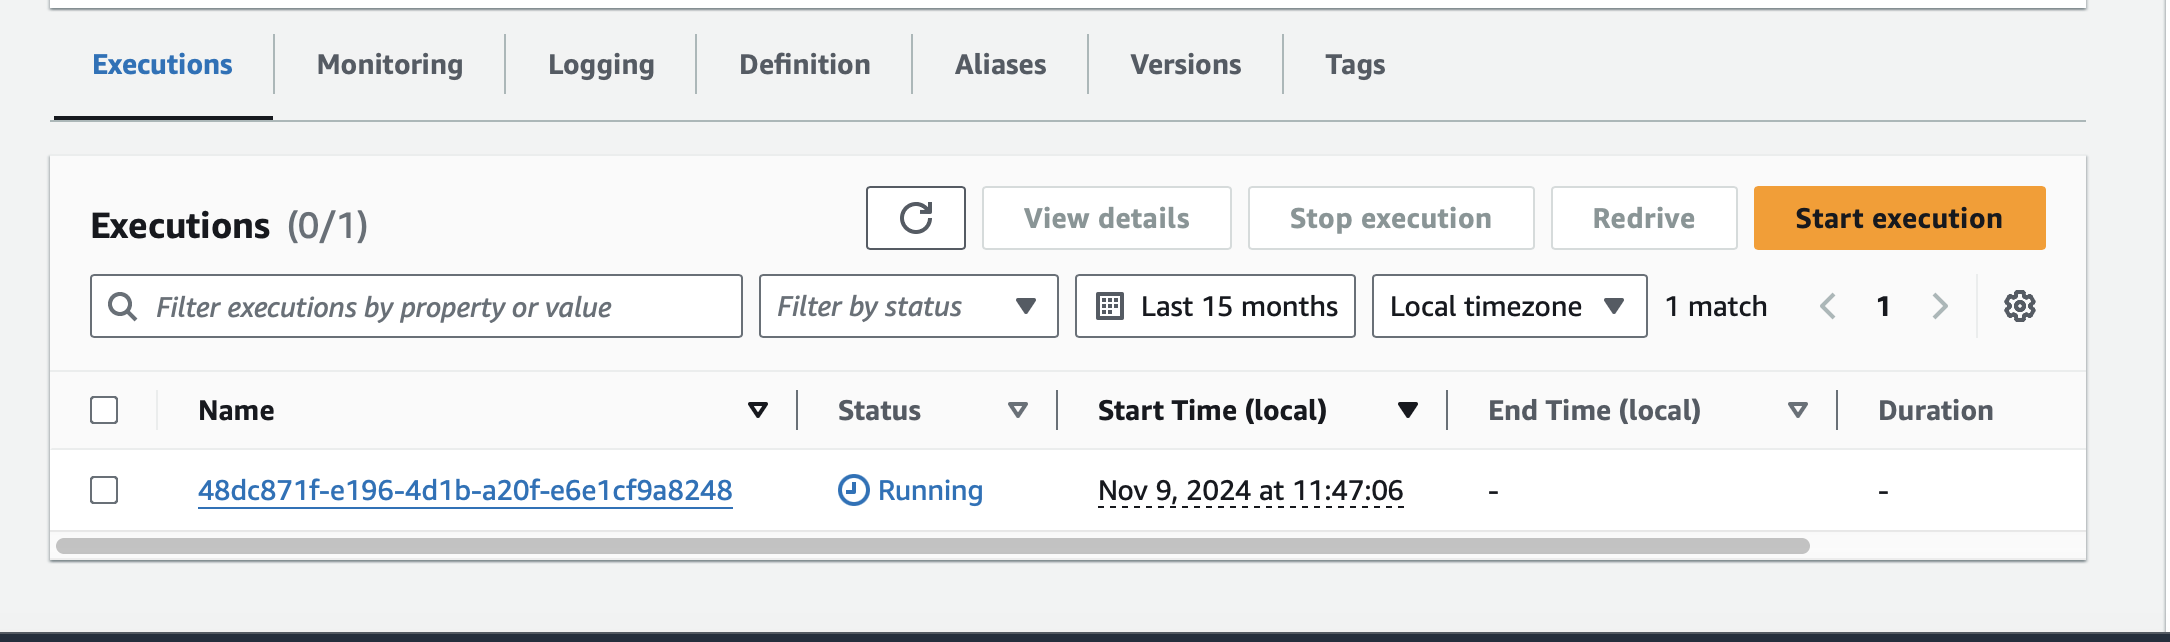 Executions Monitoring Logging Definition Aliases Versions Tags
Executions (0/1) View details Stop execution Redrive Start execution
Filter executions by property or value Filter by status Last 15 months Local timezone 1 match 1
Name Status Start Time (local) End Time (local) Duration
48dc871f-e196-4d1b-a20f-e6e1cf9a8248 Running Nov 9, 2024 at 11:47:06 - -